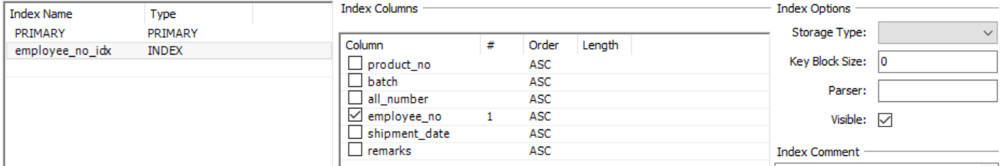 Index Name Type
PRIMARY PRIMARY
employee_no_idx INDEX
Index Columns
Column # Order Length
product_no ASC
batch ASC
all_number ASC
employee_no 1 ASC
shipment_date ASC
remarks ASC
Index Options
Storage Type:
Key Block Size: 0
Parser:
Visible:
Index Comment